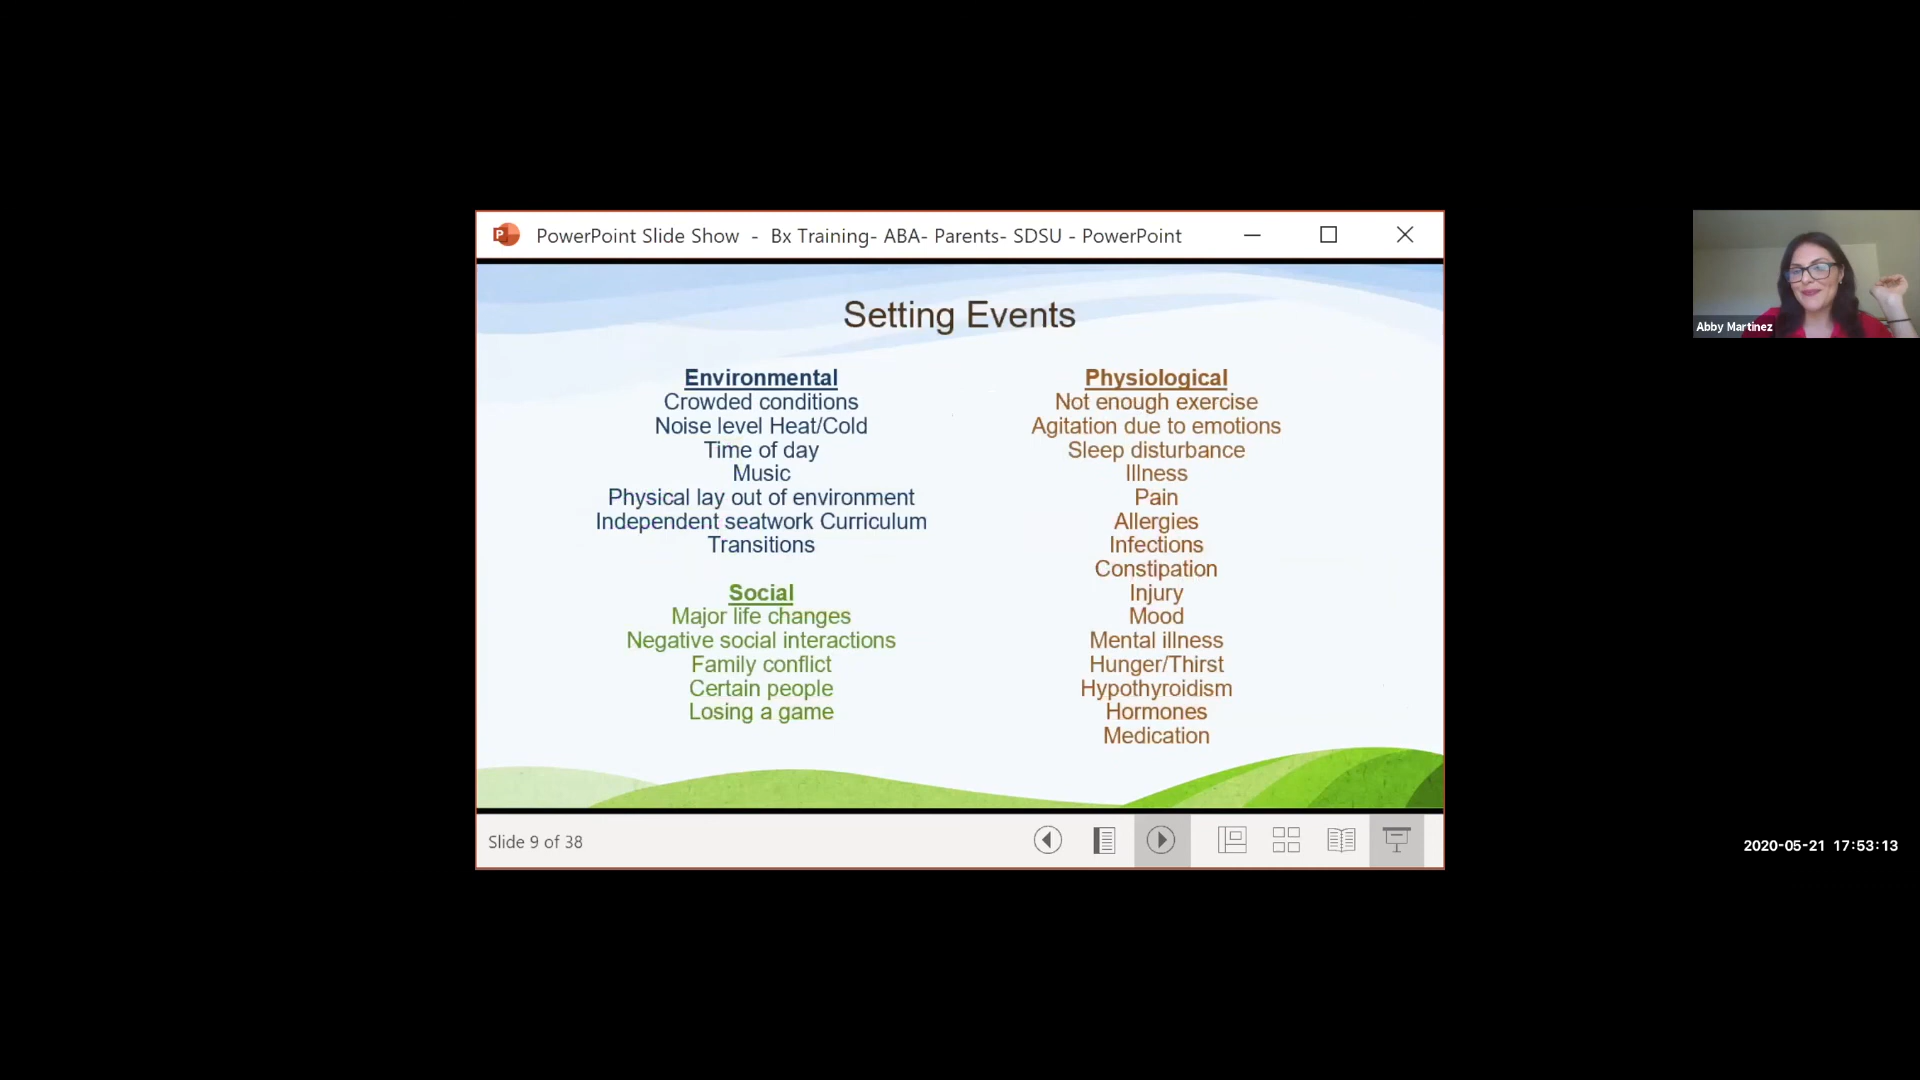 PowerPoint Slide Show - Bx Training- ABA- Parents- SDSU - PowerPoint
Setting Events
Environmental
Crowded conditions
Noise level Heat/Cold
Time of day
Music
Physical lay out of environment
Independent seatwork Curriculum
Transitions
Social
Major life changes
Negative social interactions
Family conflict
Certain people
Losing a game
Physiological
Not enough exercise
Agitation due to emotions
Sleep disturbance
Illness
Pain
Allergies
Infections
Constipation
Injury
Mood
Mental illness
Hunger/Thirst
Hypothyroidism
Hormones
Medication
Slide 9 of 38
Abby Martinez
2020-05-21 17:53:13